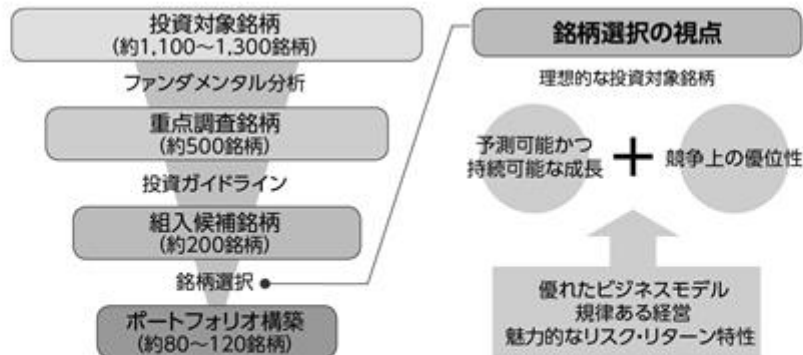 投資対象銘柄
(約1,100～1,300銘柄)
ファンダメンタル分析
重点調査銘柄
(約500銘柄)
投資ガイドライン
組入候補銘柄
(約200銘柄)
銘柄選択
ポートフォリオ構築
(約80～120銘柄)
銘柄選択の視点
理想的な投資対象銘柄
予測可能かつ
持続可能な成長
+
競争上の優位性
優れたビジネスモデル
規律ある経営
魅力的なリスク・リターン特性